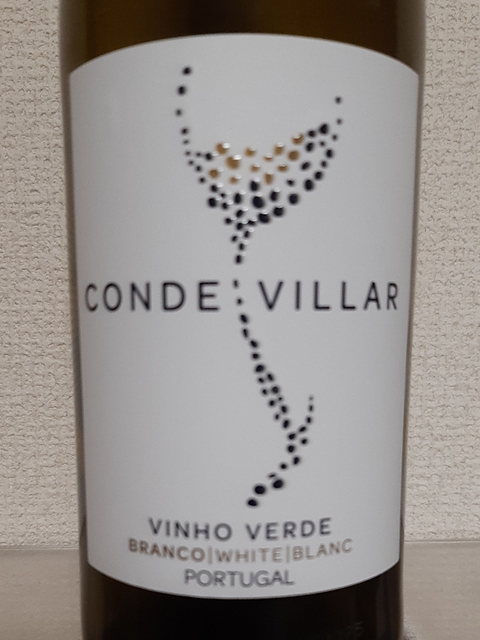 CONDE VILLAR
VINHO VERDE
BRANCO|WHITE|BLANC
PORTUGAL